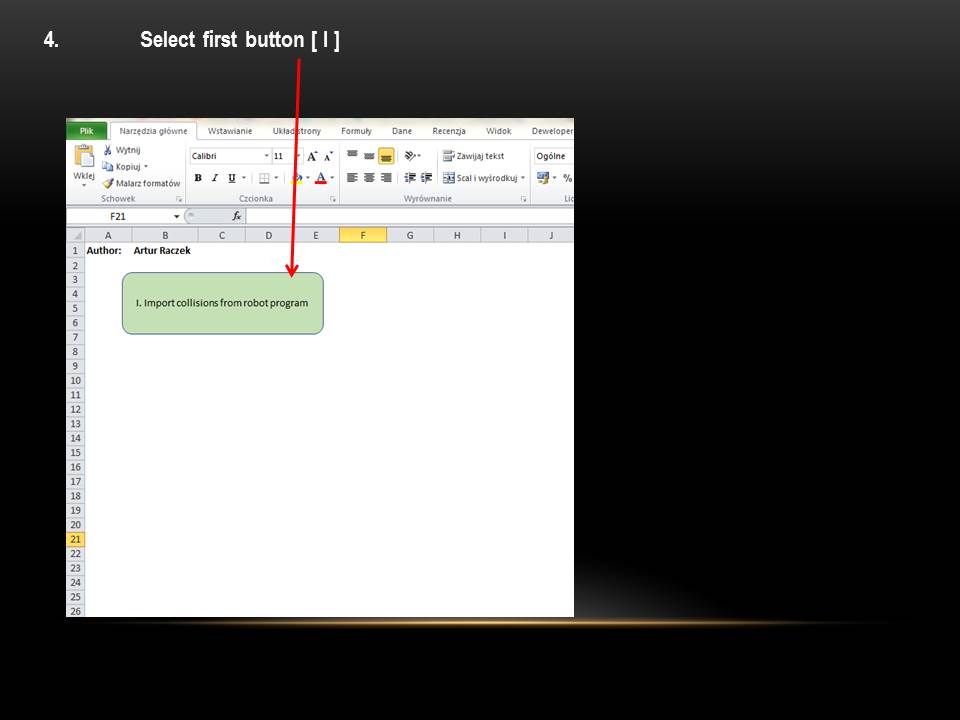 4. Select first button [ I ]
Plik Narzędzia główne Wstawianie Układ strony Formuły Dane Recenzja Widok Deweloper
Wklej
Wytnij
Kopiuj
Malarz formatów
Schowek
Calibri 11 A A
B I U A
Czcionka
Zawijaj tekst
Scal i wyśrodkuj
Wyrównanie
Ogólne
%
Lic
F21 fx
A B C D E F G H I J
1 Author: Artur Raczek
2
3
4
I. Import collisions from robot program
5
6
7
8
9
10
11
12
13
14
15
16
17
18
19
20
21
22
23
24
25
26